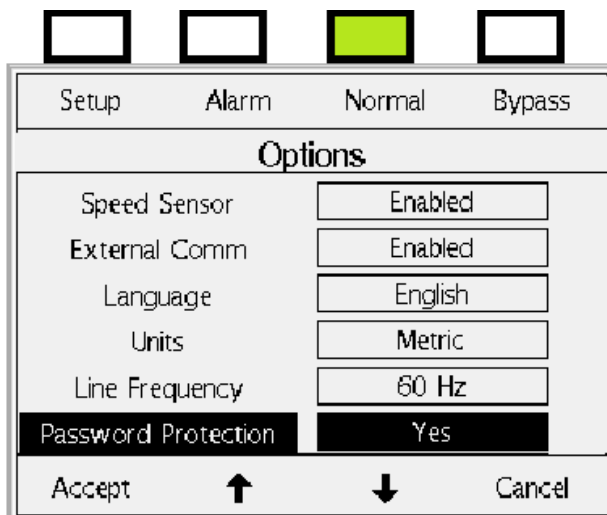 Setup Alarm Normal Bypass
Options
Speed Sensor Enabled
External Comm Enabled
Language English
Units Metric
Line Frequency 60 Hz
Password Protection Yes
Accept ↑ ↓ Cancel